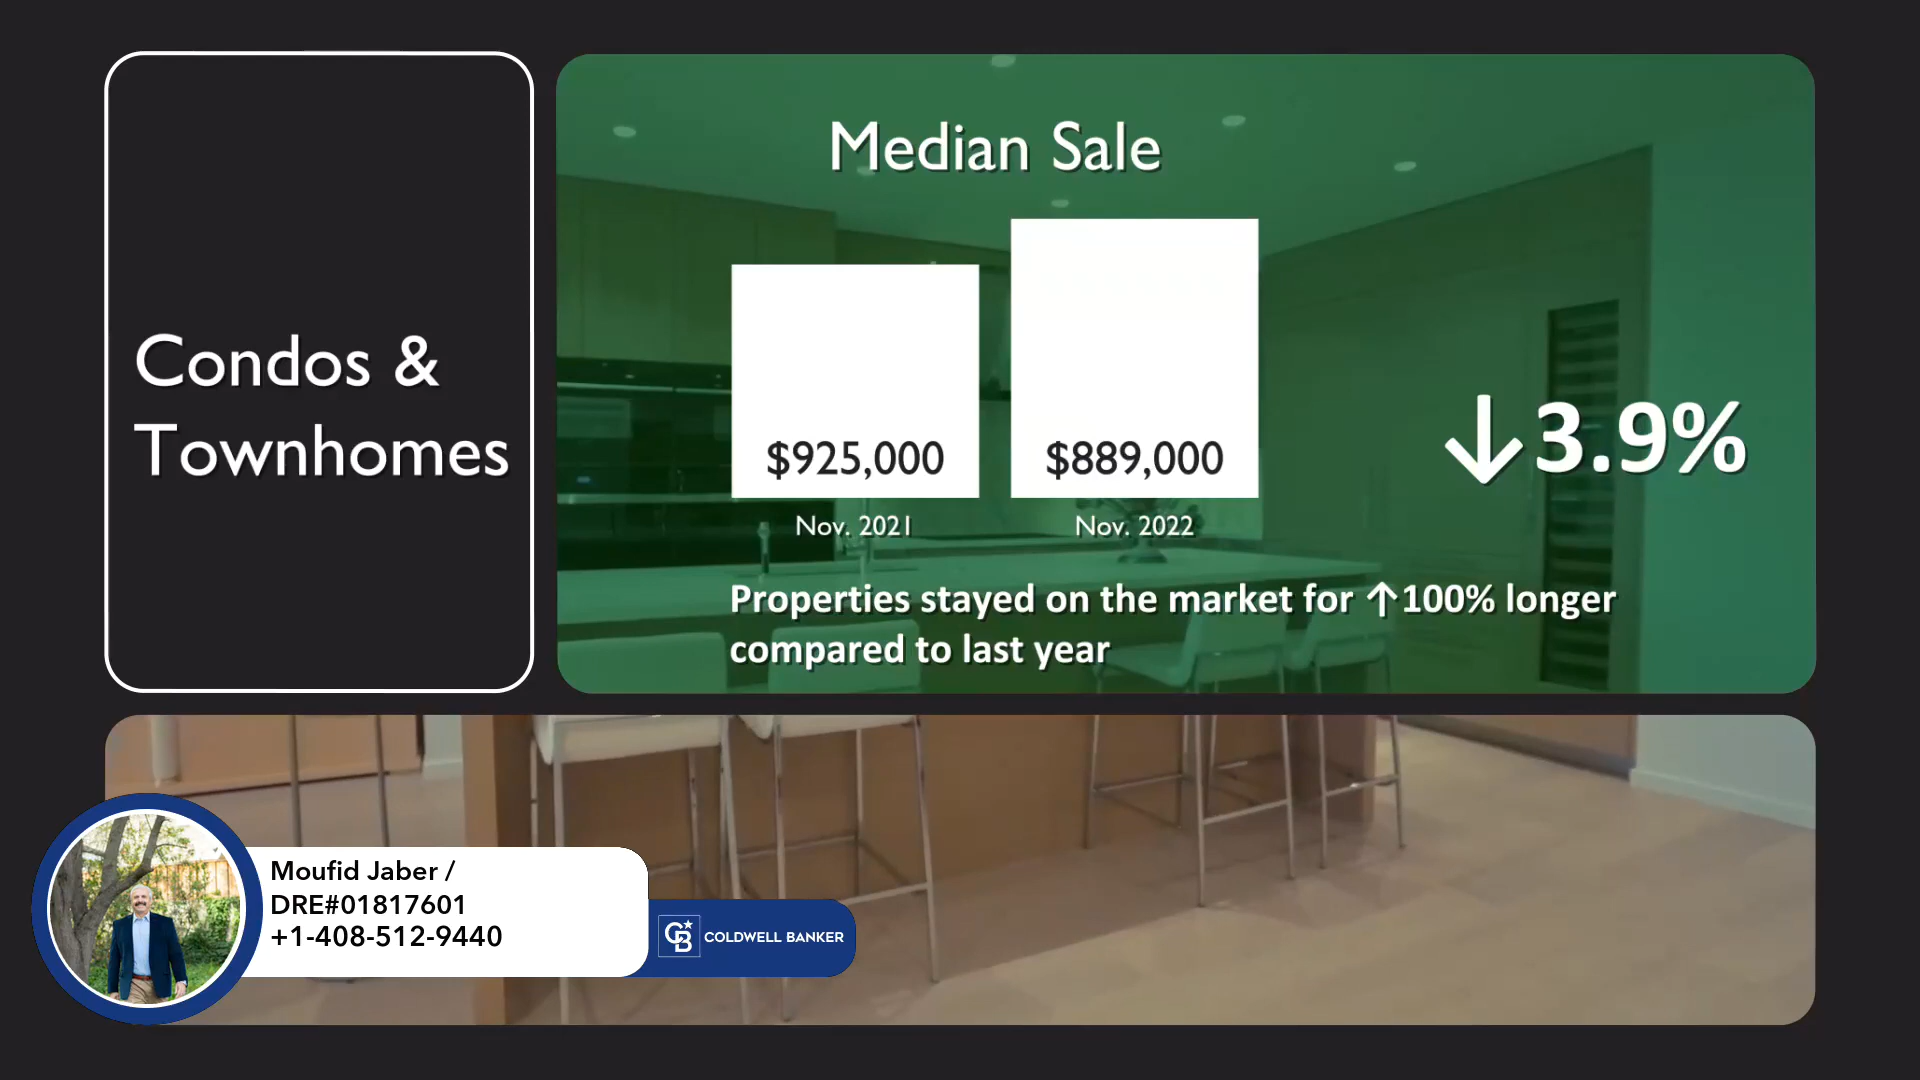 Condos &
Townhomes
Median Sale
$925,000
$889,000
Nov. 2021
Nov. 2022
↓3.9%
Properties stayed on the market for ↑100% longer
compared to last year
Moufid Jaber /
DRE#01817601
+1-408-512-9440
CB
COLDWELL BANKER